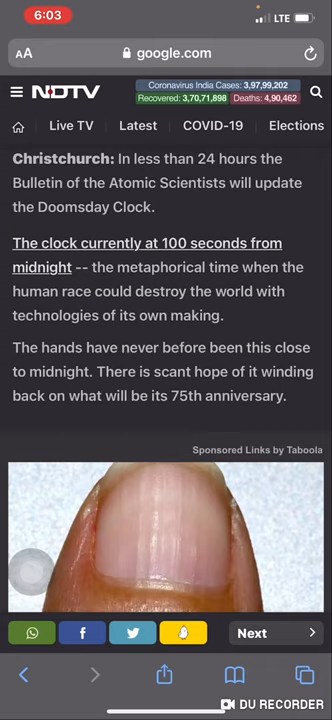 6:03
LTE
AA
google.com
NDTV
Coronavirus India Cases: 3,97,99,202
Recovered: 3,70,71,898 Deaths: 4,90,462
Live TV Latest COVID-19 Elections
Christchurch: In less than 24 hours the
Bulletin of the Atomic Scientists will update
the Doomsday Clock.
The clock currently at 100 seconds from
midnight -- the metaphorical time when the
human race could destroy the world with
technologies of its own making.
The hands have never before been this close
to midnight. There is scant hope of it winding
back on what will be its 75th anniversary.
Sponsored Links by Taboola
Next
DU RECORDER